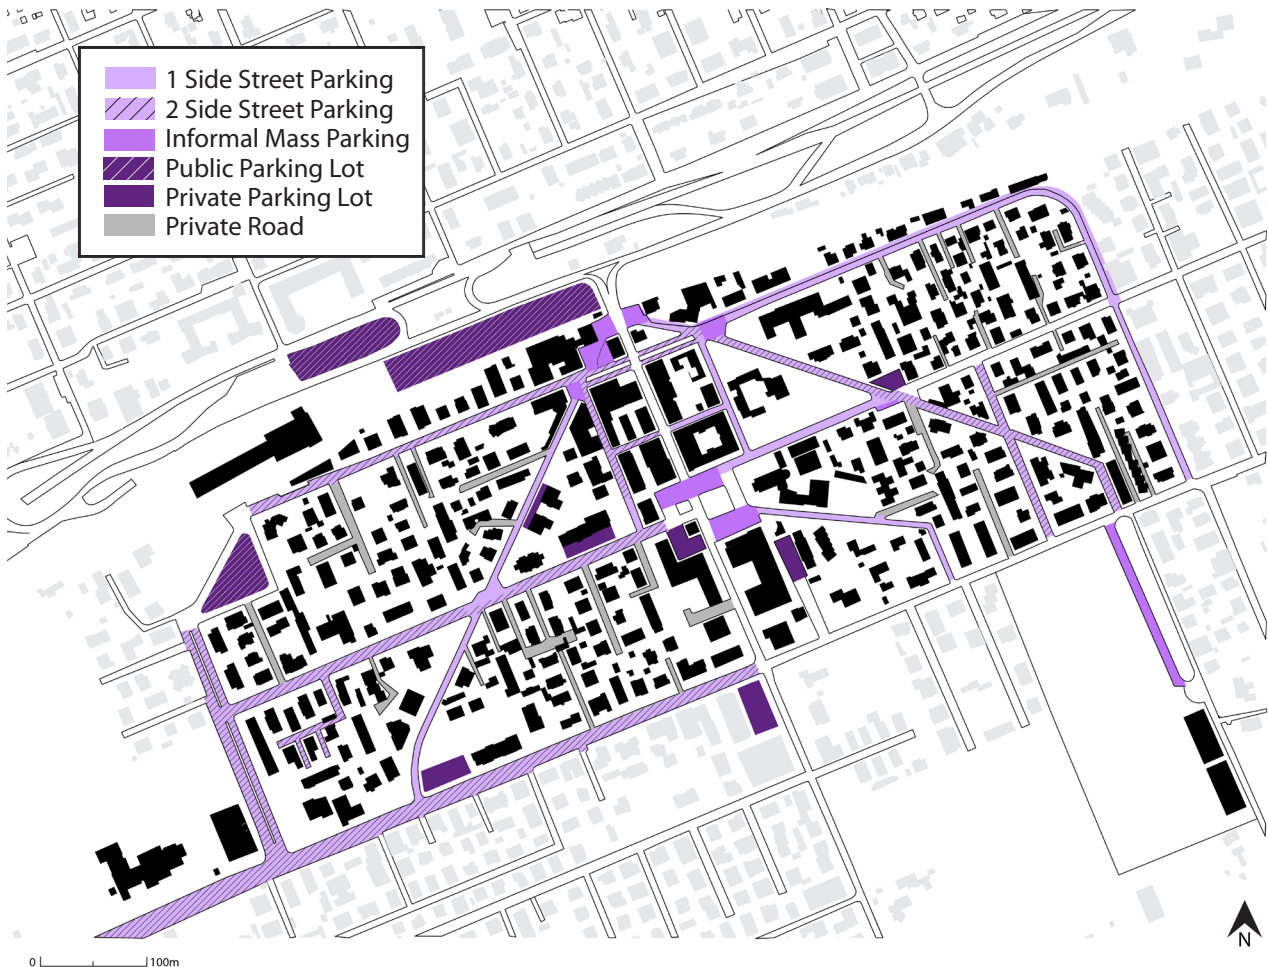 1 Side Street Parking
2 Side Street Parking
Informal Mass Parking
Public Parking Lot
Private Parking Lot
Private Road
N
0 100m